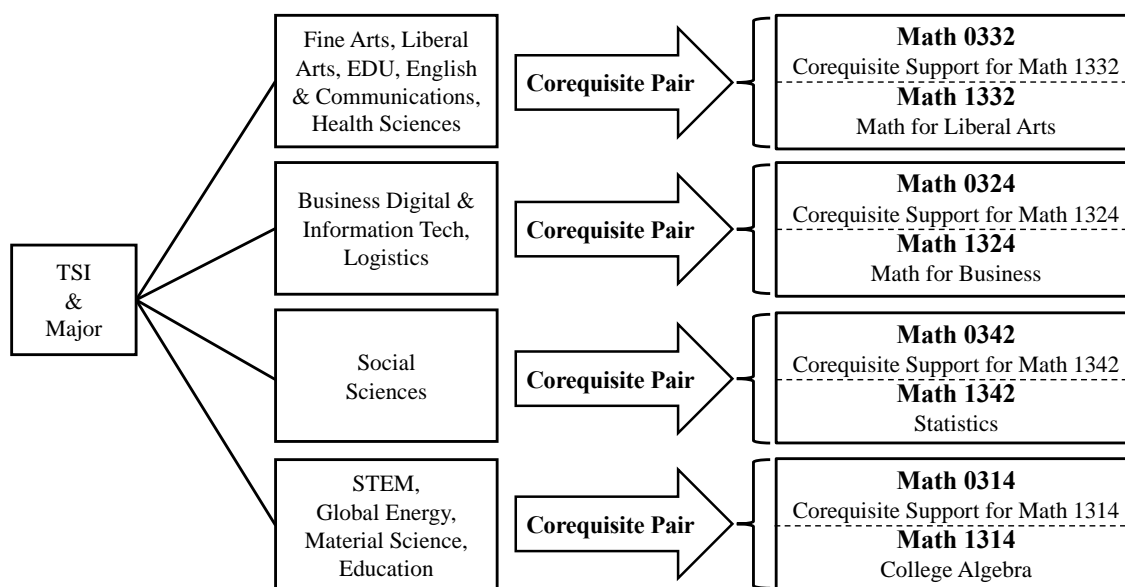 TSI
&
Major
Fine Arts, Liberal
Arts, EDU, English
& Communications,
Health Sciences
Corequisite Pair
Math 0332
Corequisite Support for Math 1332
Math 1332
Math for Liberal Arts
Business Digital &
Information Tech,
Logistics
Corequisite Pair
Math 0324
Corequisite Support for Math 1324
Math 1324
Math for Business
Social
Sciences
Corequisite Pair
Math 0342
Corequisite Support for Math 1342
Math 1342
Statistics
STEM,
Global Energy,
Material Science,
Education
Corequisite Pair
Math 0314
Corequisite Support for Math 1314
Math 1314
College Algebra